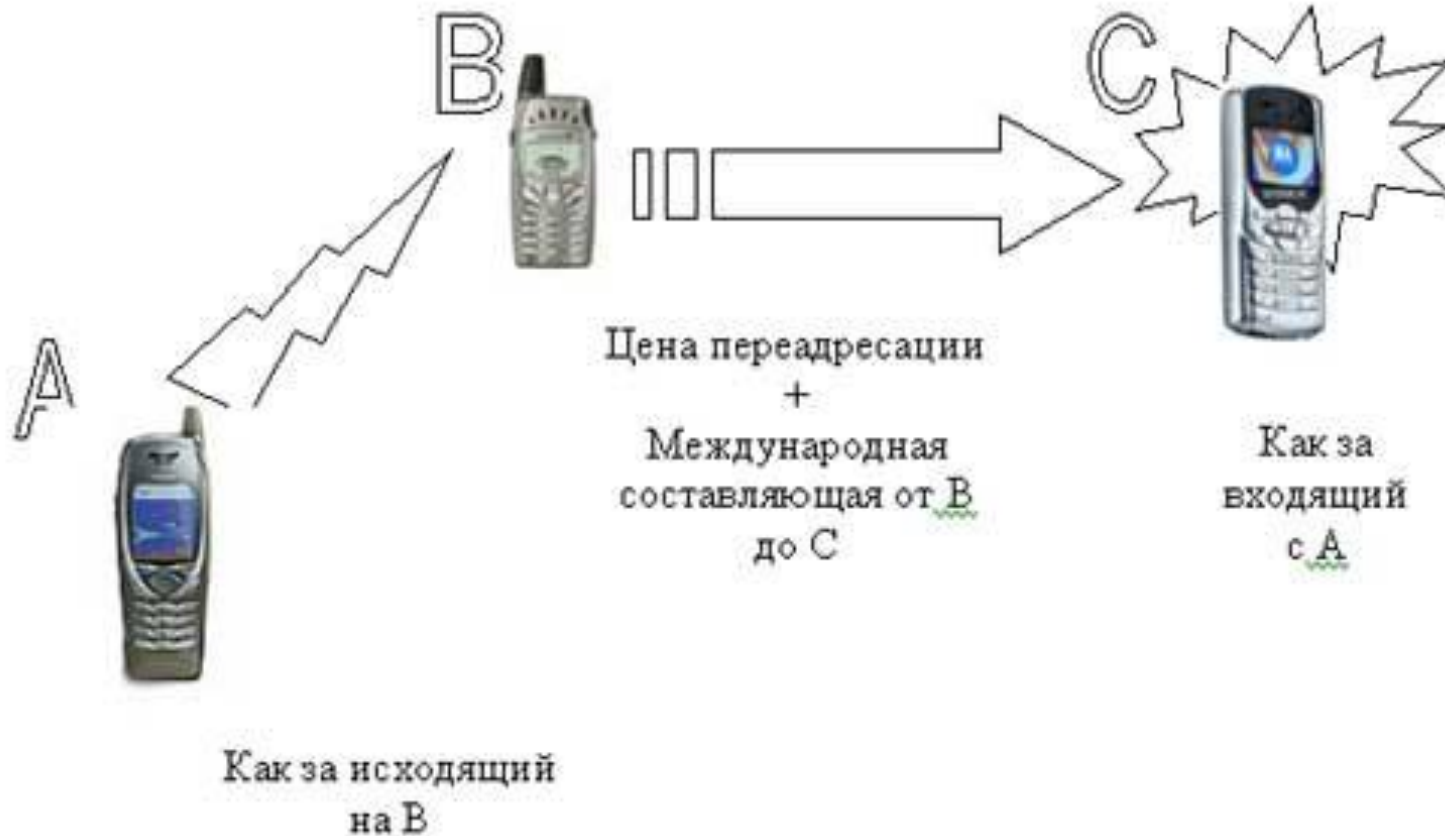 B
C
A
Цена переадресации
+
Международная
составляющая от B
до C
Как за
входящий
с A
Как за исходящий
на B